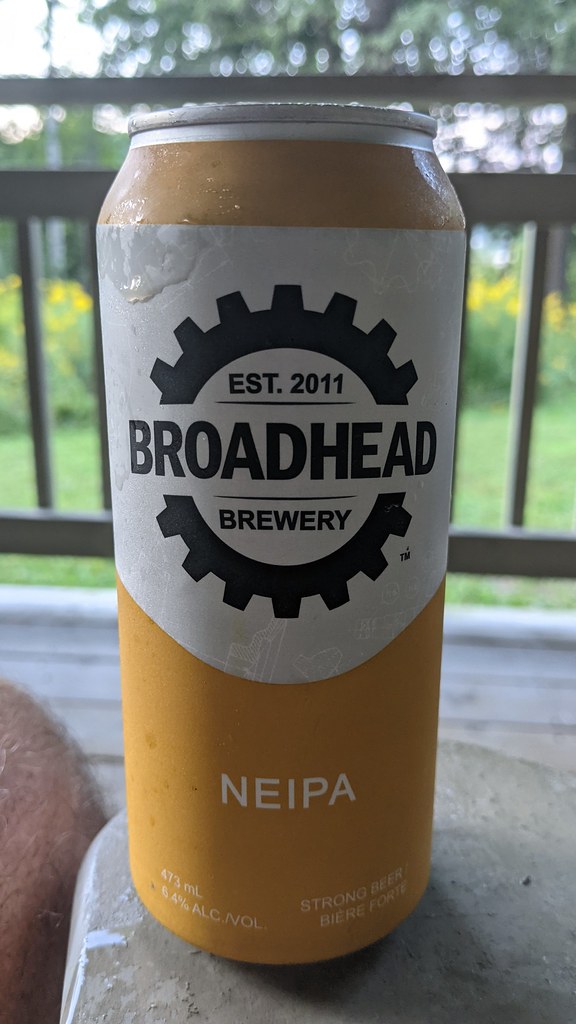 EST. 2011
BROADHEAD
BREWERY
TM
NEIPA
473 mL
6.4% ALC./VOL.
STRONG BEER/
BIÈRE FORTE